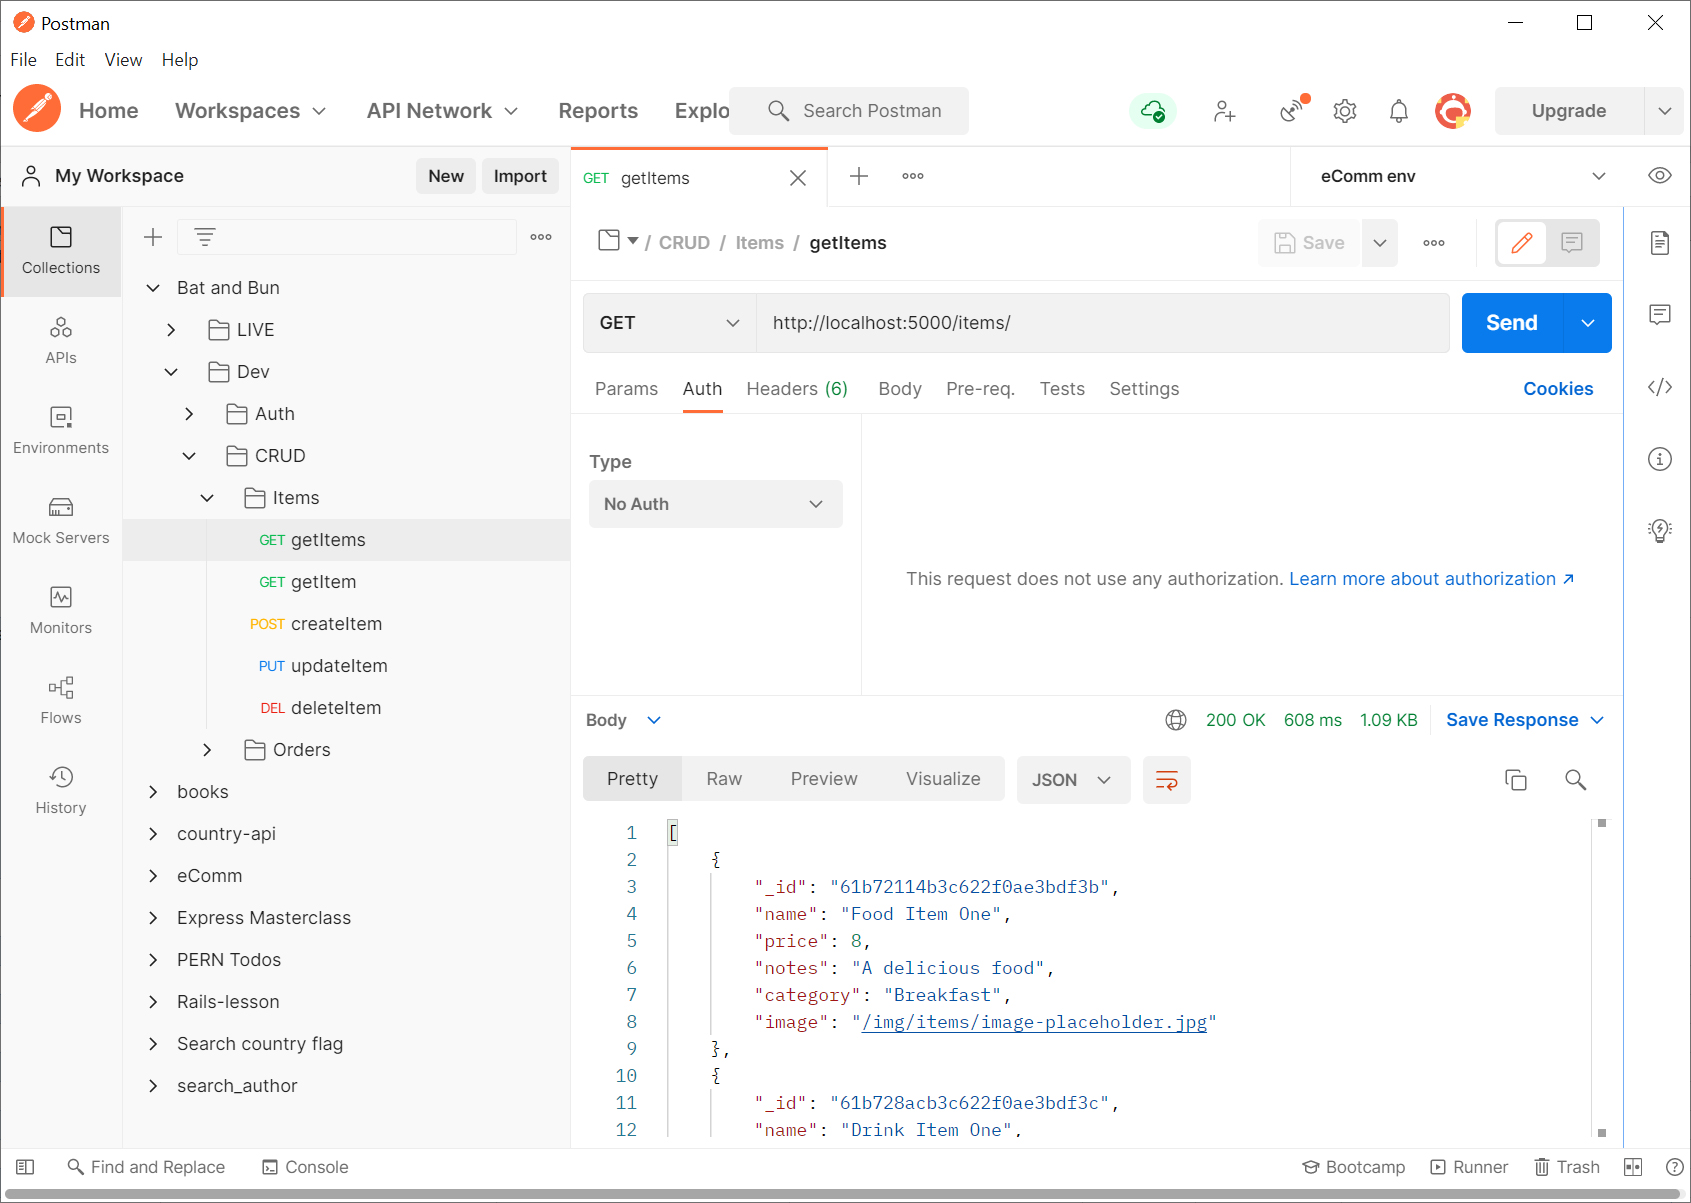 Postman
File Edit View Help
Home Workspaces API Network Reports Explo Search Postman Upgrade
My Workspace New Import
GET getItems eComm env
Collections
APIs
Environments
Mock Servers
Monitors
Flows
History
Bat and Bun
LIVE
Dev
Auth
CRUD
Items
GET getItems
GET getItem
POST createItem
PUT updateItem
DEL deleteItem
Orders
books
country-api
eComm
Express Masterclass
PERN Todos
Rails-lesson
Search country flag
search_author
/ CRUD / Items / getItems Save
GET http://localhost:5000/items/ Send
Params Auth Headers (6) Body Pre-req. Tests Settings Cookies
Type
No Auth
This request does not use any authorization. Learn more about authorization ↗
Body 200 OK 608 ms 1.09 KB Save Response
Pretty Raw Preview Visualize JSON
1 [
2 {
3 "_id": "61b72114b3c622f0ae3bdf3b",
4 "name": "Food Item One",
5 "price": 8,
6 "notes": "A delicious food",
7 "category": "Breakfast",
8 "image": "/img/items/image-placeholder.jpg"
9 },
10 {
11 "_id": "61b728acb3c622f0ae3bdf3c",
12 "name": "Drink Item One",
Find and Replace Console Bootcamp Runner Trash